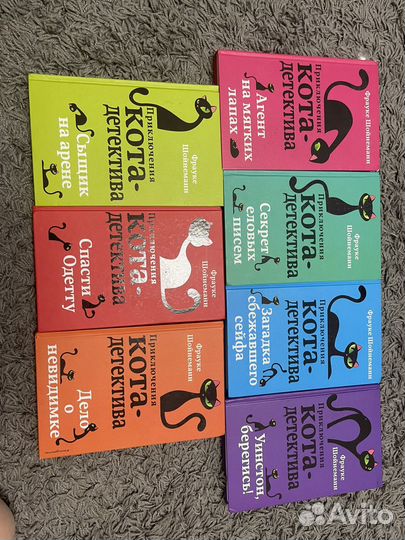 Фрауке Шойнеманн
Приключения
кота-
детектива
Сыщик
на арене
Фрауке
Шойнеманн
Приключения
кота-
детектива
Спасти
Одетту
Фрауке
Шойнеманн
Приключения
кота-
детектива
Дело
о
невидимке
Фрауке Шойнеманн
Приключения
кота-
детектива
Агент
на мягких
лапах
Фрауке
Шойнеманн
Приключения
кота-
детектива
Секрет
еловых
писем
Фрауке
Шойнеманн
Приключения
кота-
детектива
Загадка
сбежавшего
сейфа
Фрауке
Шойнеманн
Приключения
кота-
детектива
Уинстон,
берегись!
Avito